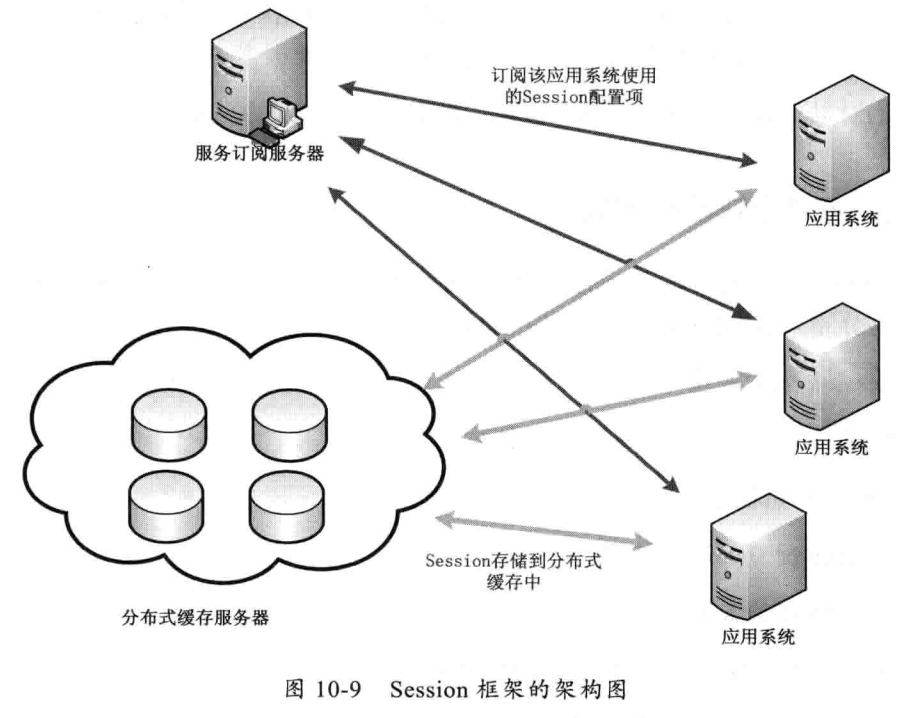 订阅该应用系统使用
的Session配置项
服务订阅服务器
应用系统
应用系统
Session存储到分布式
缓存中
分布式缓存服务器
应用系统
图 10-9 Session 框架的架构图